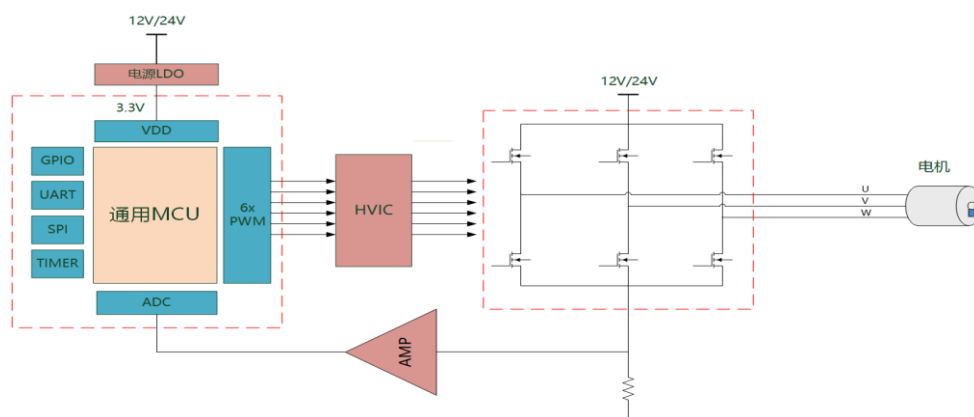 12V/24V
电源LDO
3.3V
VDD
GPIO
UART
SPI
TIMER
通用MCU
6x
PWM
ADC
HVIC
AMP
12V/24V
U
V
W
电机